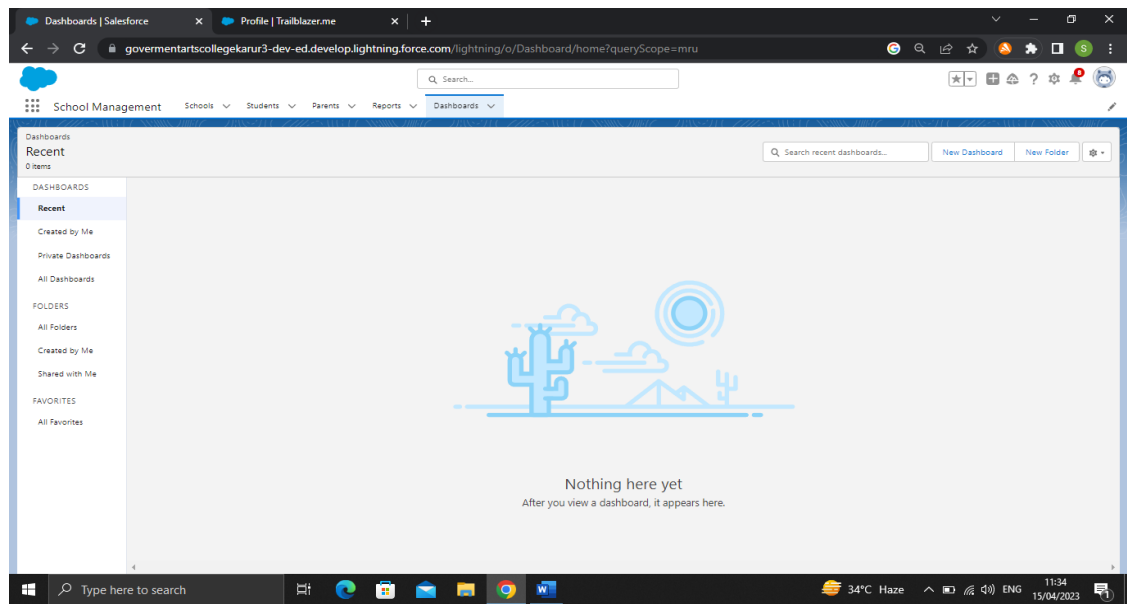 Dashboards | Salesforce
Profile | Trailblazer.me
govermentartscollegekarur3-dev-ed.develop.lightning.force.com/lightning/o/Dashboard/home?queryScope=mru
S
Search...
8
School Management Schools Students Parents Reports Dashboards
Dashboards
Recent
0 items
Search recent dashboards...
New Dashboard
New Folder
DASHBOARDS
Recent
Created by Me
Private Dashboards
All Dashboards
FOLDERS
All Folders
Created by Me
Shared with Me
FAVORITES
All Favorites
Nothing here yet
After you view a dashboard, it appears here.
Type here to search
W
34°C Haze
ENG
11:34
15/04/2023
1